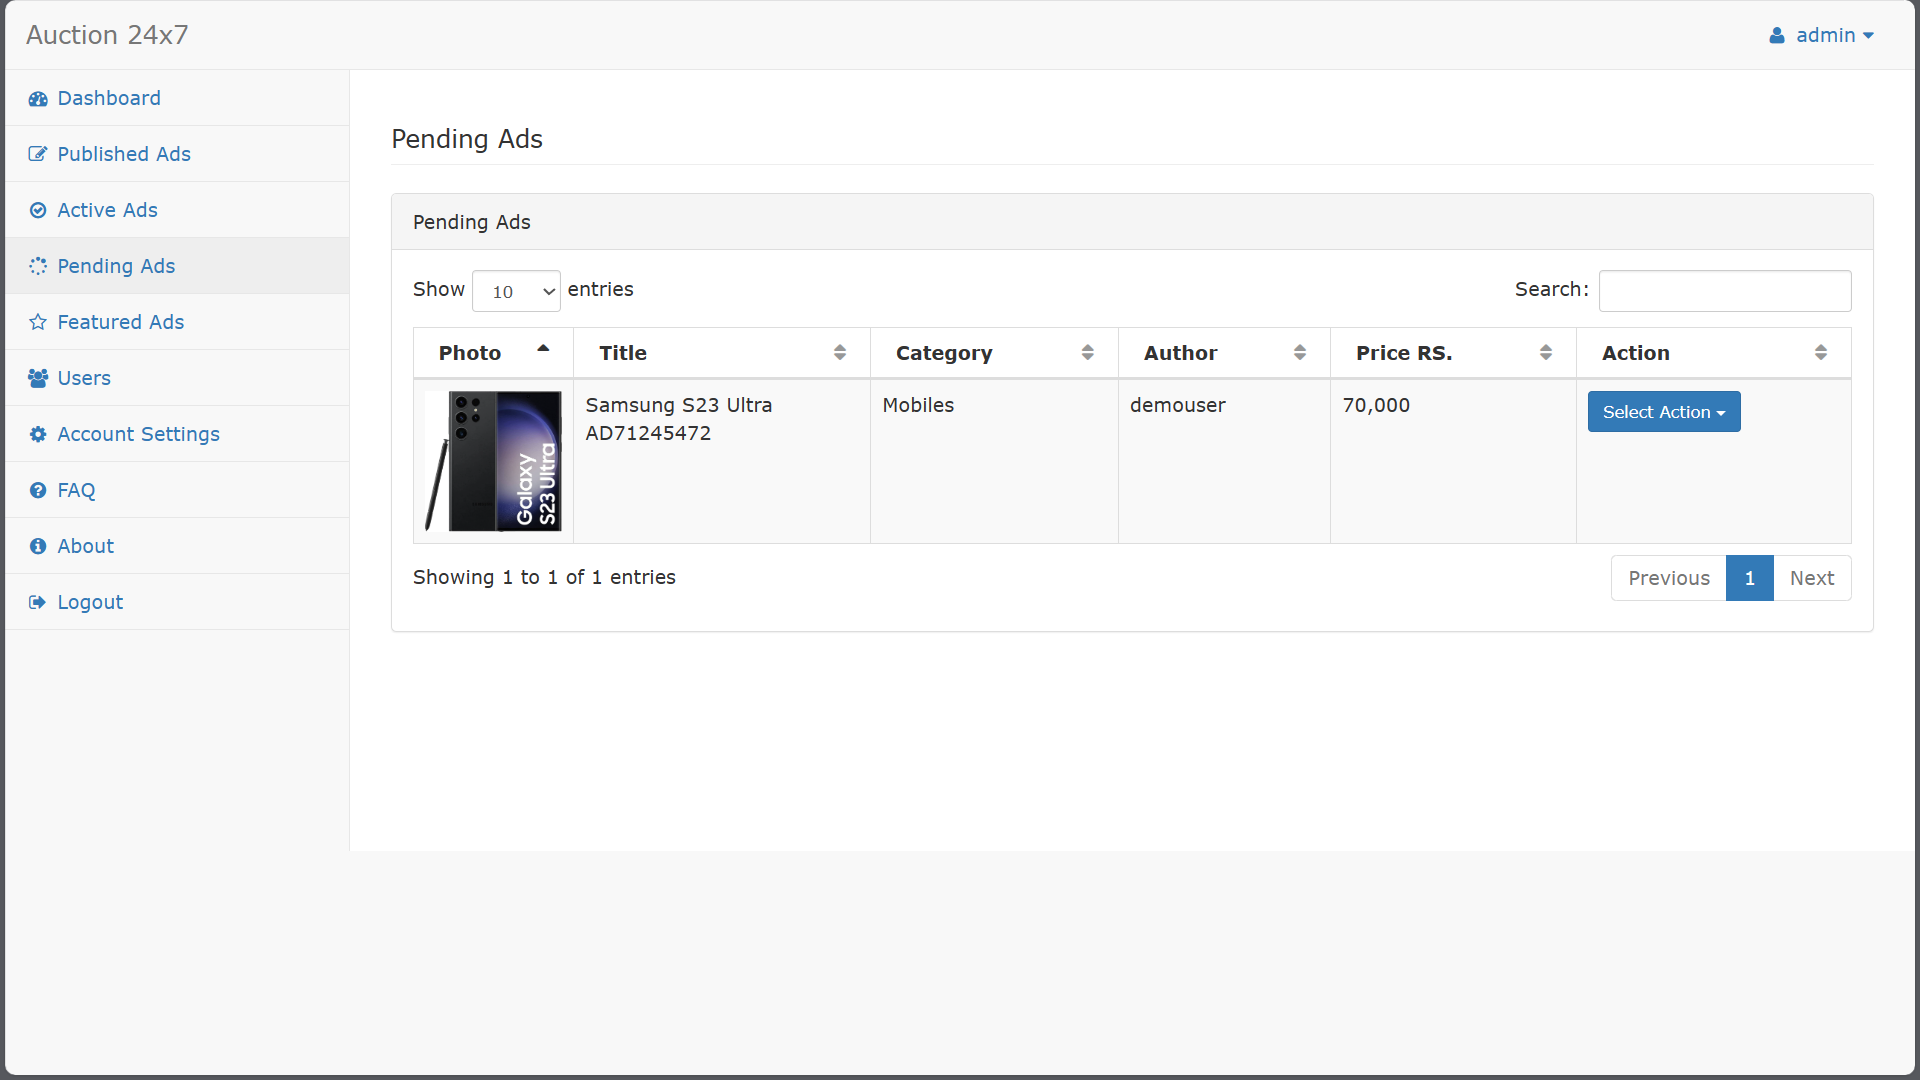 Auction 24x7
admin
Dashboard
Published Ads
Active Ads
Pending Ads
Featured Ads
Users
Account Settings
FAQ
About
Logout
Pending Ads
Pending Ads
Show 10 entries
Search:
Photo Title Category Author Price RS. Action
Galaxy
S23 Ultra
Samsung S23 Ultra
AD71245472
Mobiles
demouser
70,000
Select Action
Showing 1 to 1 of 1 entries
Previous 1 Next